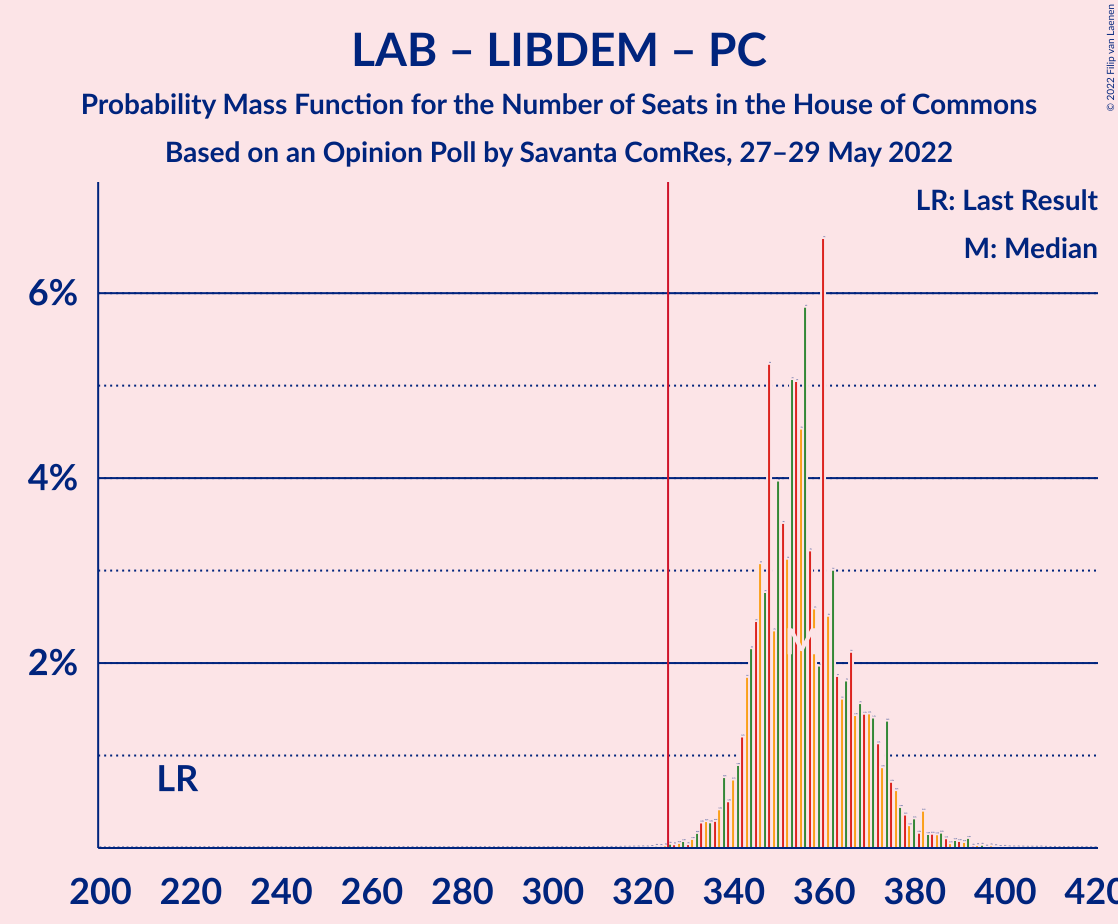 LAB – LIBDEM – PC
Probability Mass Function for the Number of Seats in the House of Commons
Based on an Opinion Poll by Savanta ComRes, 27–29 May 2022
© 2022 Filip van Laenen
LR: Last Result
M: Median
6%
4%
2%
LR
M
200 220 240 260 280 300 320 340 360 380 400 420